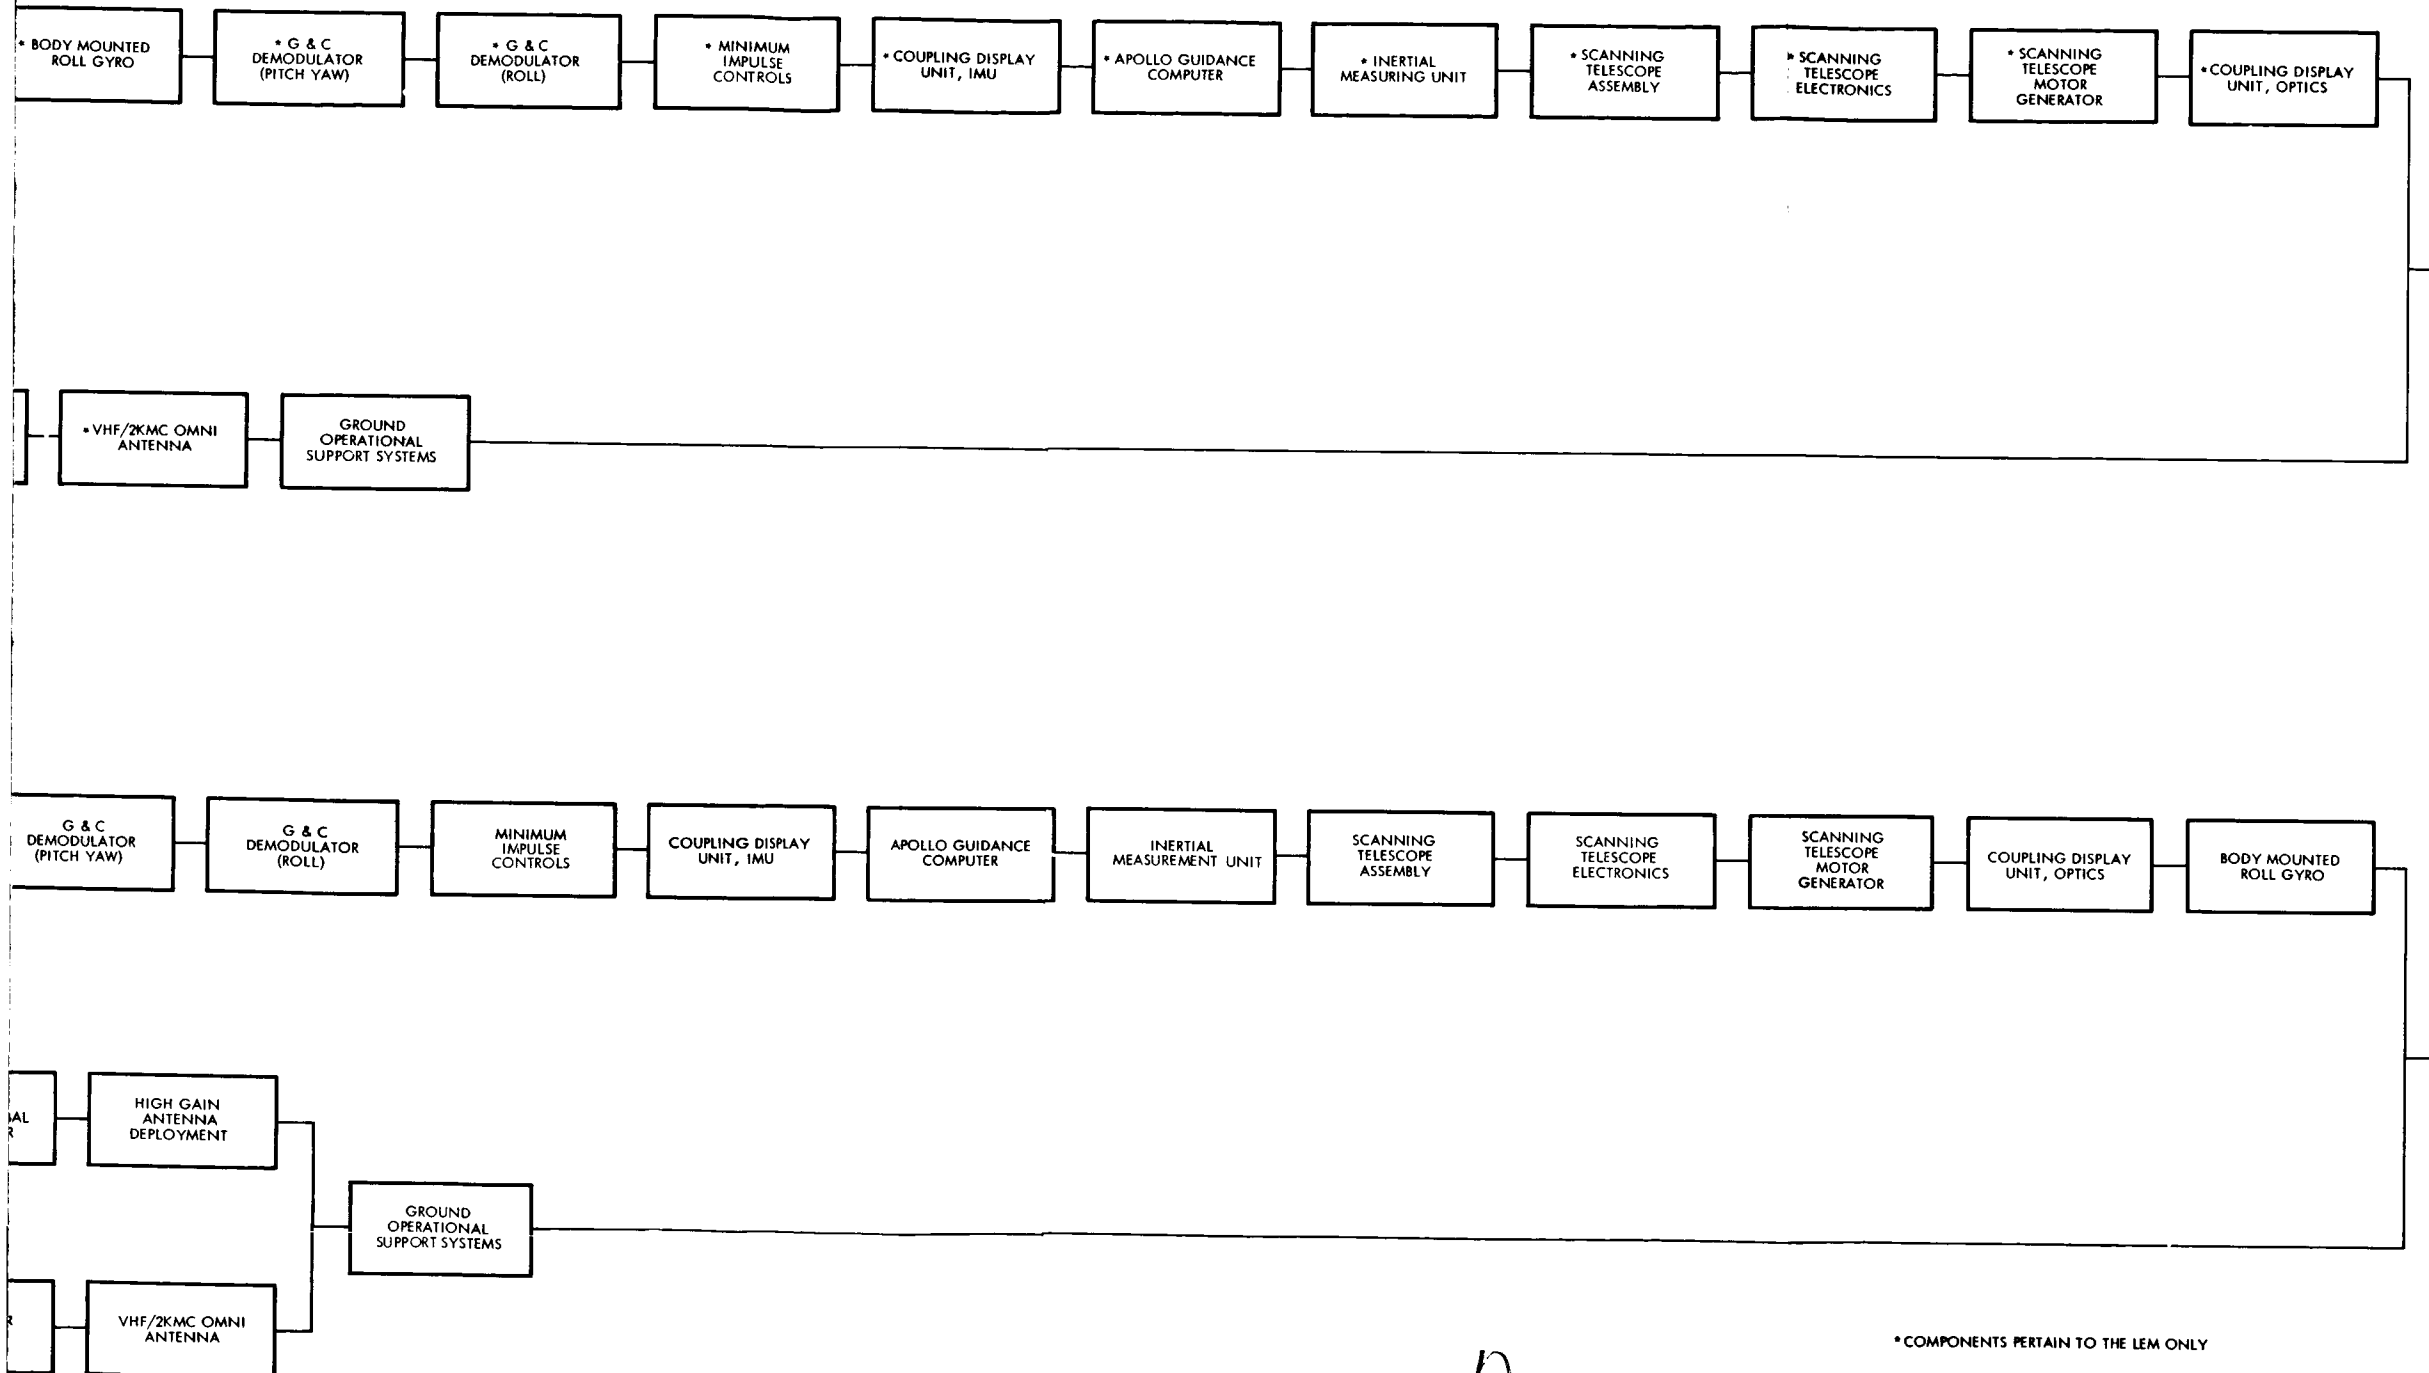 * BODY MOUNTED
ROLL GYRO
* G & C
DEMODULATOR
(PITCH YAW)
* G & C
DEMODULATOR
(ROLL)
* MINIMUM
IMPULSE
CONTROLS
* COUPLING DISPLAY
UNIT, IMU
* APOLLO GUIDANCE
COMPUTER
* INERTIAL
MEASURING UNIT
* SCANNING
TELESCOPE
ASSEMBLY
* SCANNING
TELESCOPE
ELECTRONICS
* SCANNING
TELESCOPE
MOTOR
GENERATOR
* COUPLING DISPLAY
UNIT, OPTICS
* VHF/2KMC OMNI
ANTENNA
GROUND
OPERATIONAL
SUPPORT SYSTEMS
G & C
DEMODULATOR
(PITCH YAW)
G & C
DEMODULATOR
(ROLL)
MINIMUM
IMPULSE
CONTROLS
COUPLING DISPLAY
UNIT, IMU
APOLLO GUIDANCE
COMPUTER
INERTIAL
MEASUREMENT UNIT
SCANNING
TELESCOPE
ASSEMBLY
SCANNING
TELESCOPE
ELECTRONICS
SCANNING
TELESCOPE
MOTOR
GENERATOR
COUPLING DISPLAY
UNIT, OPTICS
BODY MOUNTED
ROLL GYRO
HIGH GAIN
ANTENNA
DEPLOYMENT
GROUND
OPERATIONAL
SUPPORT SYSTEMS
VHF/2KMC OMNI
ANTENNA
* COMPONENTS PERTAIN TO THE LEM ONLY